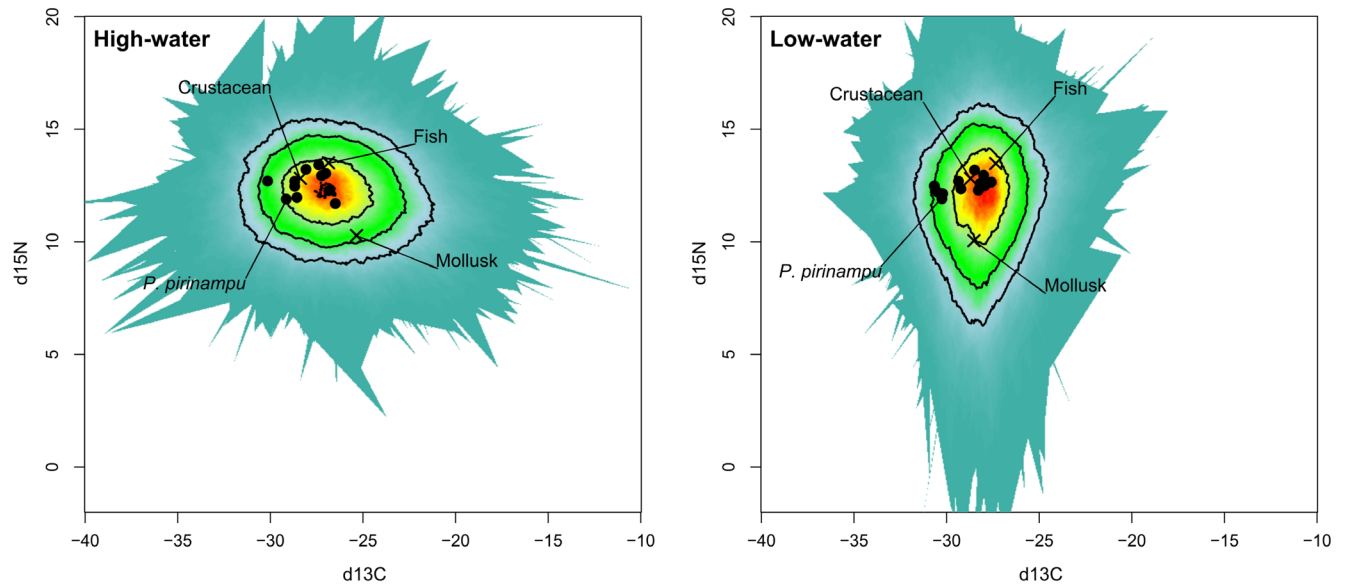 High-water
Crustacean
Fish
Mollusk
P. pirinampu
d15N
20
15
10
5
0
−40 −35 −30 −25 −20 −15 −10
d13C
Low-water
Crustacean
Fish
P. pirinampu
Mollusk
d15N
20
15
10
5
0
−40 −35 −30 −25 −20 −15 −10
d13C